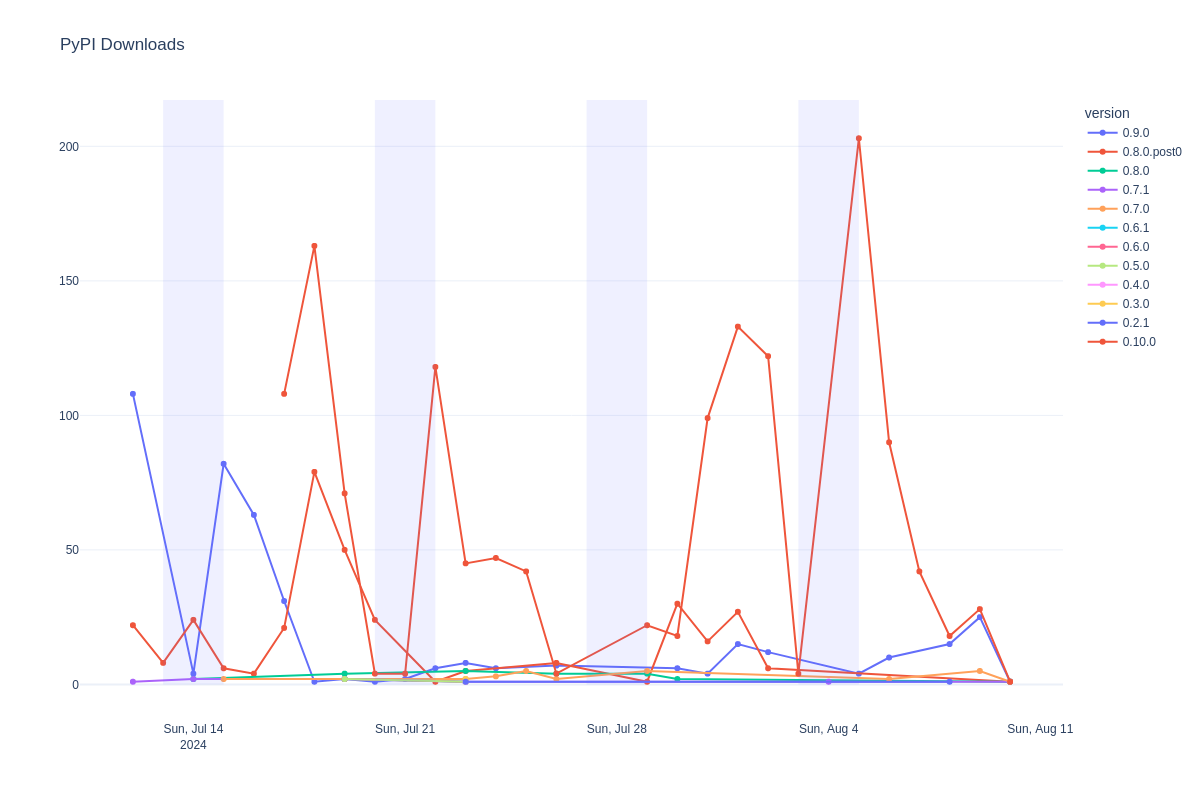 PyPI Downloads
200
150
100
50
0
Sun, Jul 14
2024
Sun, Jul 21
Sun, Jul 28
Sun, Aug 4
Sun, Aug 11
version
0.9.0
0.8.0.post0
0.8.0
0.7.1
0.7.0
0.6.1
0.6.0
0.5.0
0.4.0
0.3.0
0.2.1
0.10.0